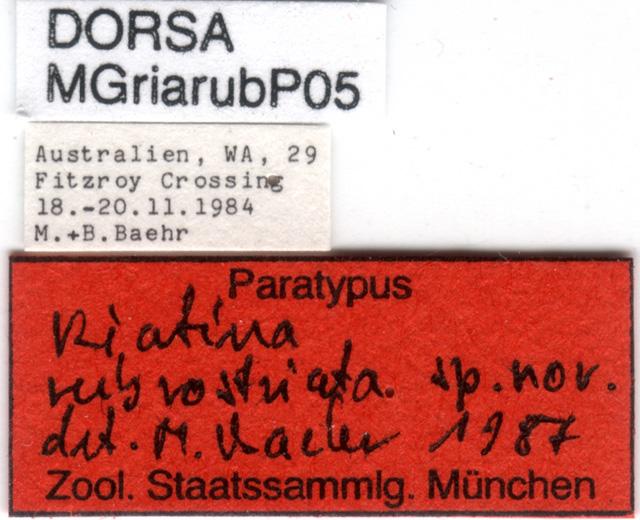 DORSA
MGriarubP05
Australien, WA, 29
Fitzroy Crossing
18.-20.11.1984
M.+B.Baehr
Paratypus
Riatina
rubrostriata. sp. nov.
det. M. Baehr 1987
Zool. Staatssammlg. München